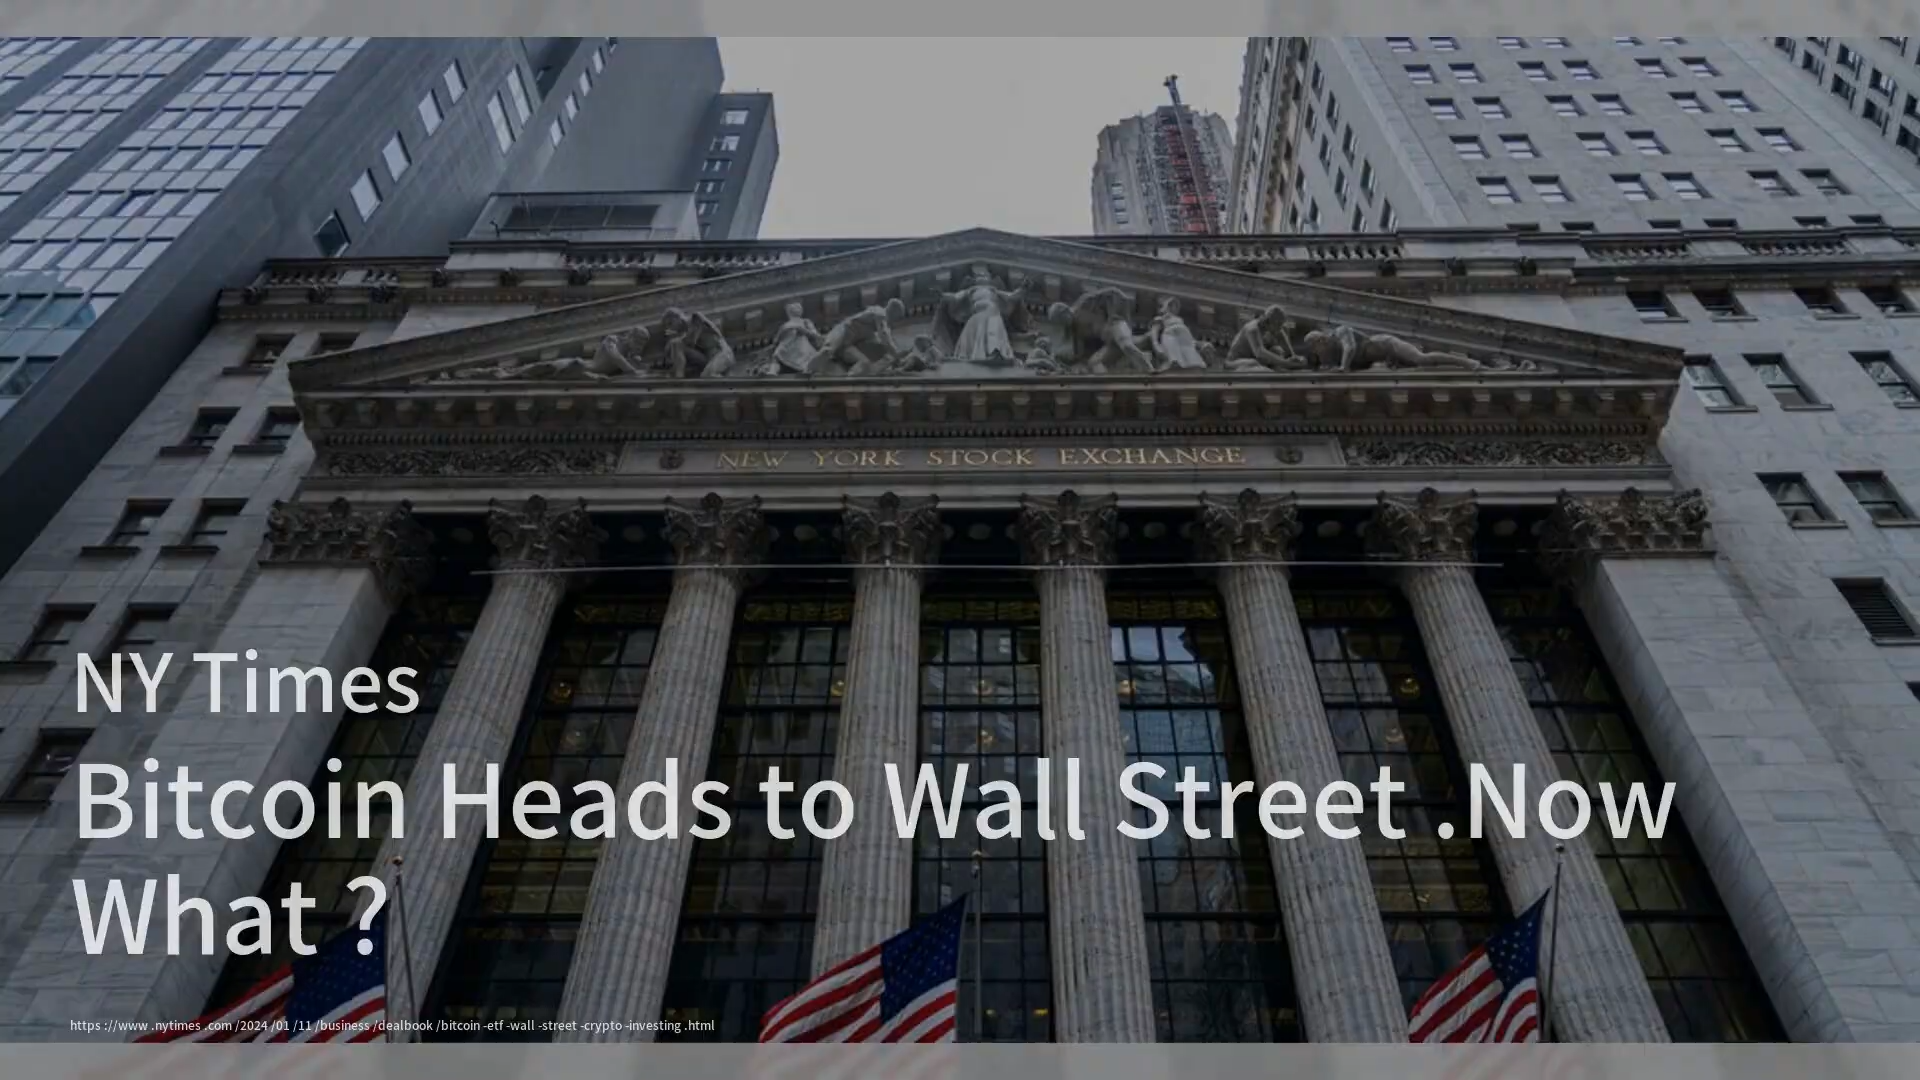 NEW YORK STOCK EXCHANGE
NY Times
Bitcoin Heads to Wall Street .Now
What ?
https ://www .nytimes .com /2024 /01 /11 /business /dealbook /bitcoin -etf -wall -street -crypto -investing .html